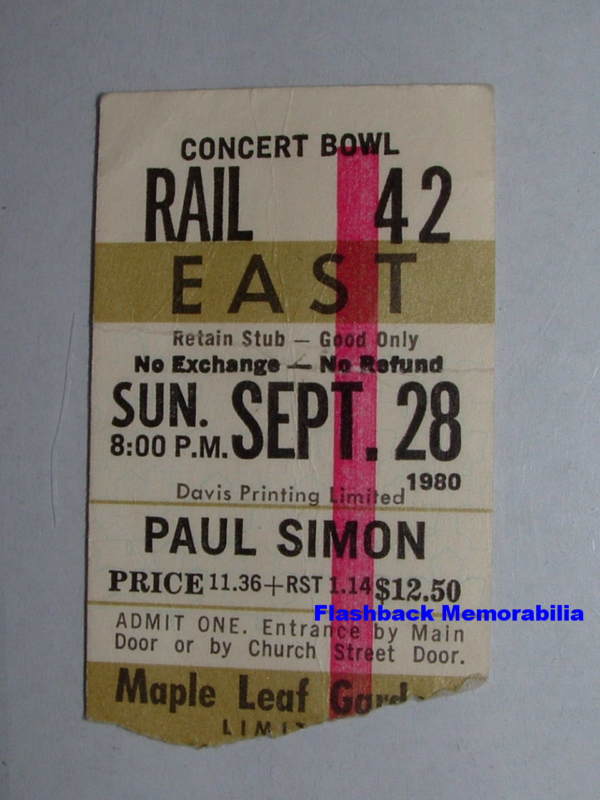 CONCERT BOWL
RAIL 42
EAST
Retain Stub — Good Only
No Exchange — No Refund
SUN. SEPT. 28
8:00 P.M.
1980
Davis Printing Limited
PAUL SIMON
PRICE 11.36+RST 1.14 $12.50
Flashback Memorabilia
ADMIT ONE. Entrance by Main
Door or by Church Street Door.
Maple Leaf Gard
LIMIT